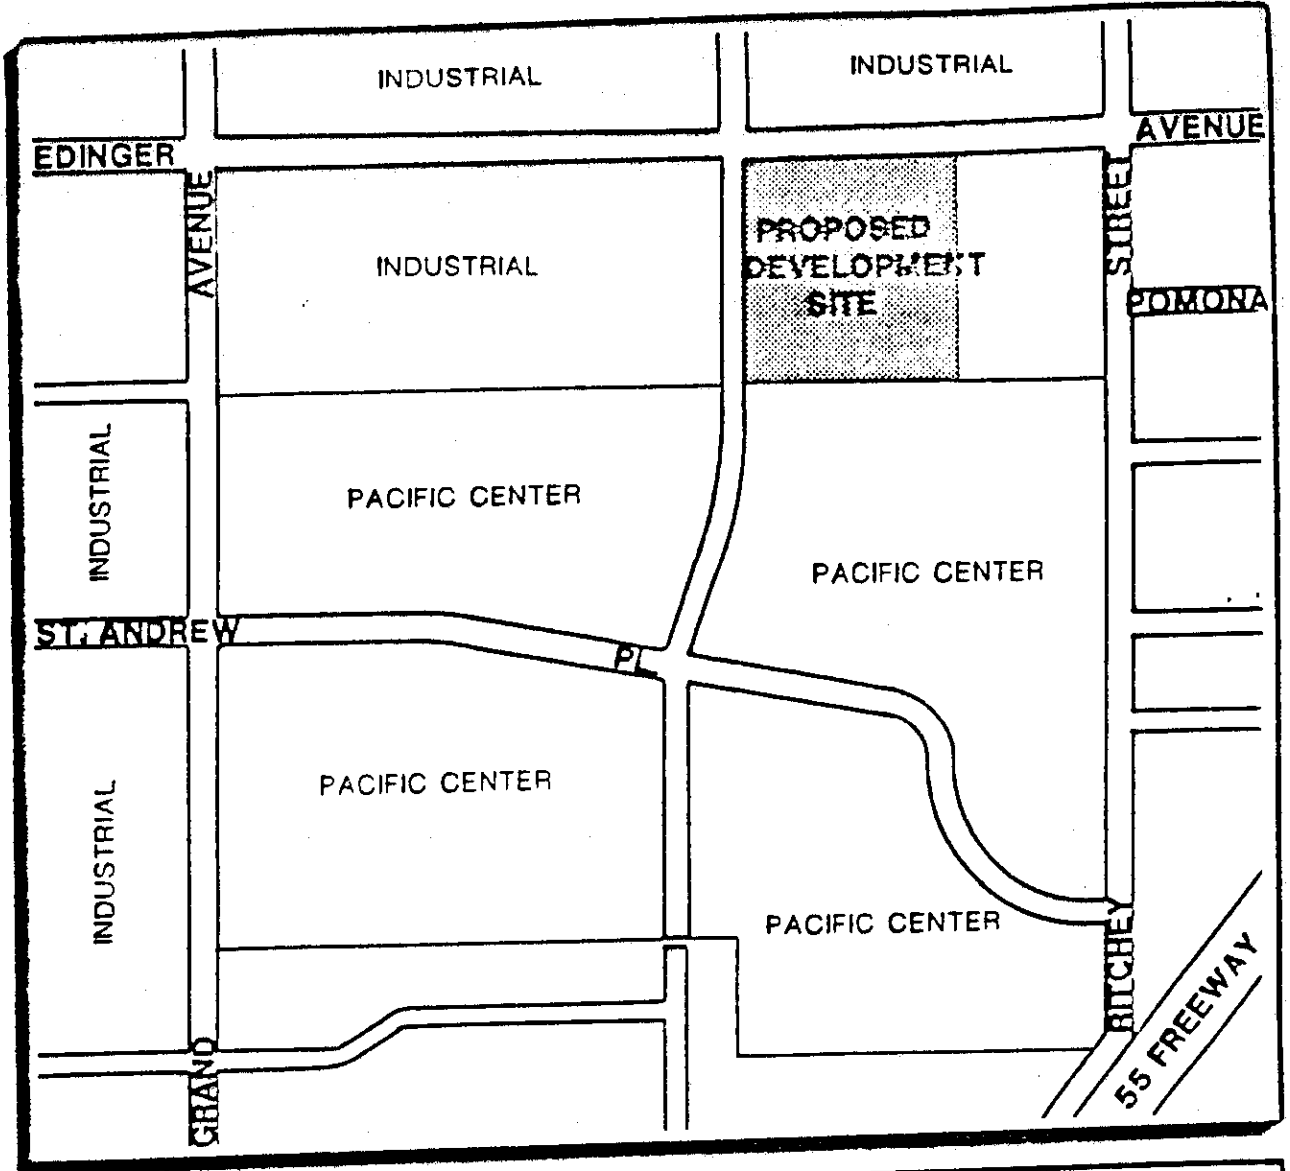 INDUSTRIAL
INDUSTRIAL
EDINGER
AVENUE
AVENUE
STREET
PROPOSED
DEVELOPMENT
SITE
INDUSTRIAL
POMONA
INDUSTRIAL
PACIFIC CENTER
PACIFIC CENTER
ST. ANDREW
PL.
PACIFIC CENTER
INDUSTRIAL
PACIFIC CENTER
RITCHEY
55 FREEWAY
GRAND